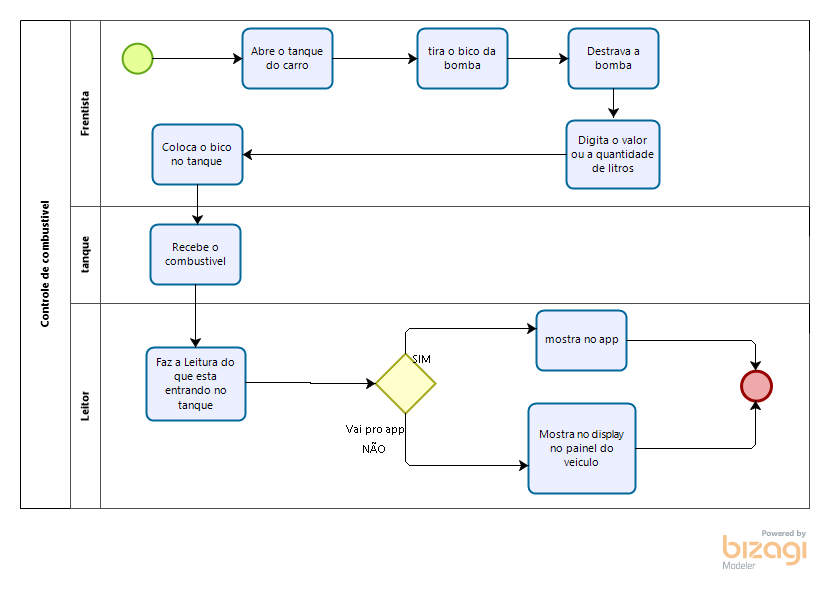 Controle de combustivel
Frentista
Abre o tanque
do carro
tira o bico da
bomba
Destrava a
bomba
Digita o valor
ou a quantidade
de litros
Coloca o bico
no tanque
tanque
Recebe o
combustivel
Leitor
Faz a Leitura do
que esta
entrando no
tanque
SIM
Vai pro app
NÃO
mostra no app
Mostra no display
no painel do
veiculo
Powered by
bizagi
Modeler